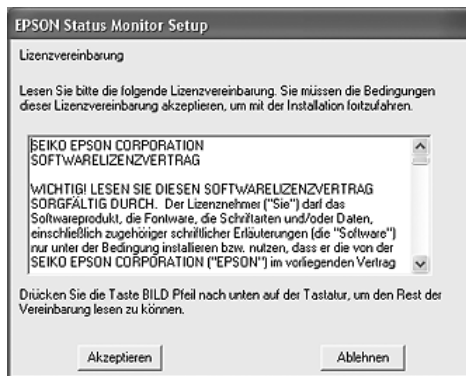 EPSON Status Monitor Setup
Lizenzvereinbarung
Lesen Sie bitte die folgende Lizenzvereinbarung. Sie müssen die Bedingungen
dieser Lizenzvereinbarung akzeptieren, um mit der Installation fortzufahren.
SEIKO EPSON CORPORATION
SOFTWARELIZENZVERTRAG
WICHTIG! LESEN SIE DIESEN SOFTWARELIZENZVERTRAG
SORGFÄLTIG DURCH. Der Lizenznehmer ("Sie") darf das
Softwareprodukt, die Fontware, die Schriftarten und/oder Daten,
einschließlich zugehöriger schriftlicher Erläuterungen (die "Software")
nur unter der Bedingung installieren bzw. nutzen, dass er die von der
SEIKO EPSON CORPORATION ("EPSON") im vorliegenden Vertrag
Drücken Sie die Taste BILD Pfeil nach unten auf der Tastatur, um den Rest der
Vereinbarung lesen zu können.
Akzeptieren
Ablehnen